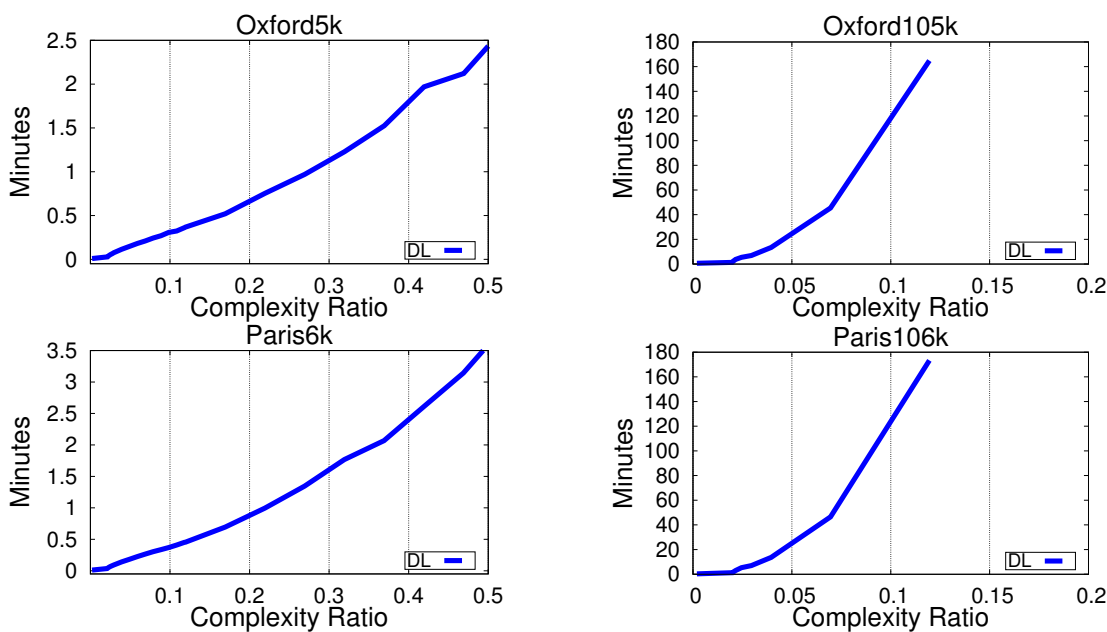 Oxford5k
2.5
2
1.5
1
0.5
0
Minutes
DL
0.1 0.2 0.3 0.4 0.5
Complexity Ratio
Oxford105k
180
160
140
120
100
80
60
40
20
0
Minutes
DL
0 0.05 0.1 0.15 0.2
Complexity Ratio
Paris6k
3.5
3
2.5
2
1.5
1
0.5
0
Minutes
DL
0.1 0.2 0.3 0.4 0.5
Complexity Ratio
Paris106k
180
160
140
120
100
80
60
40
20
0
Minutes
DL
0 0.05 0.1 0.15 0.2
Complexity Ratio